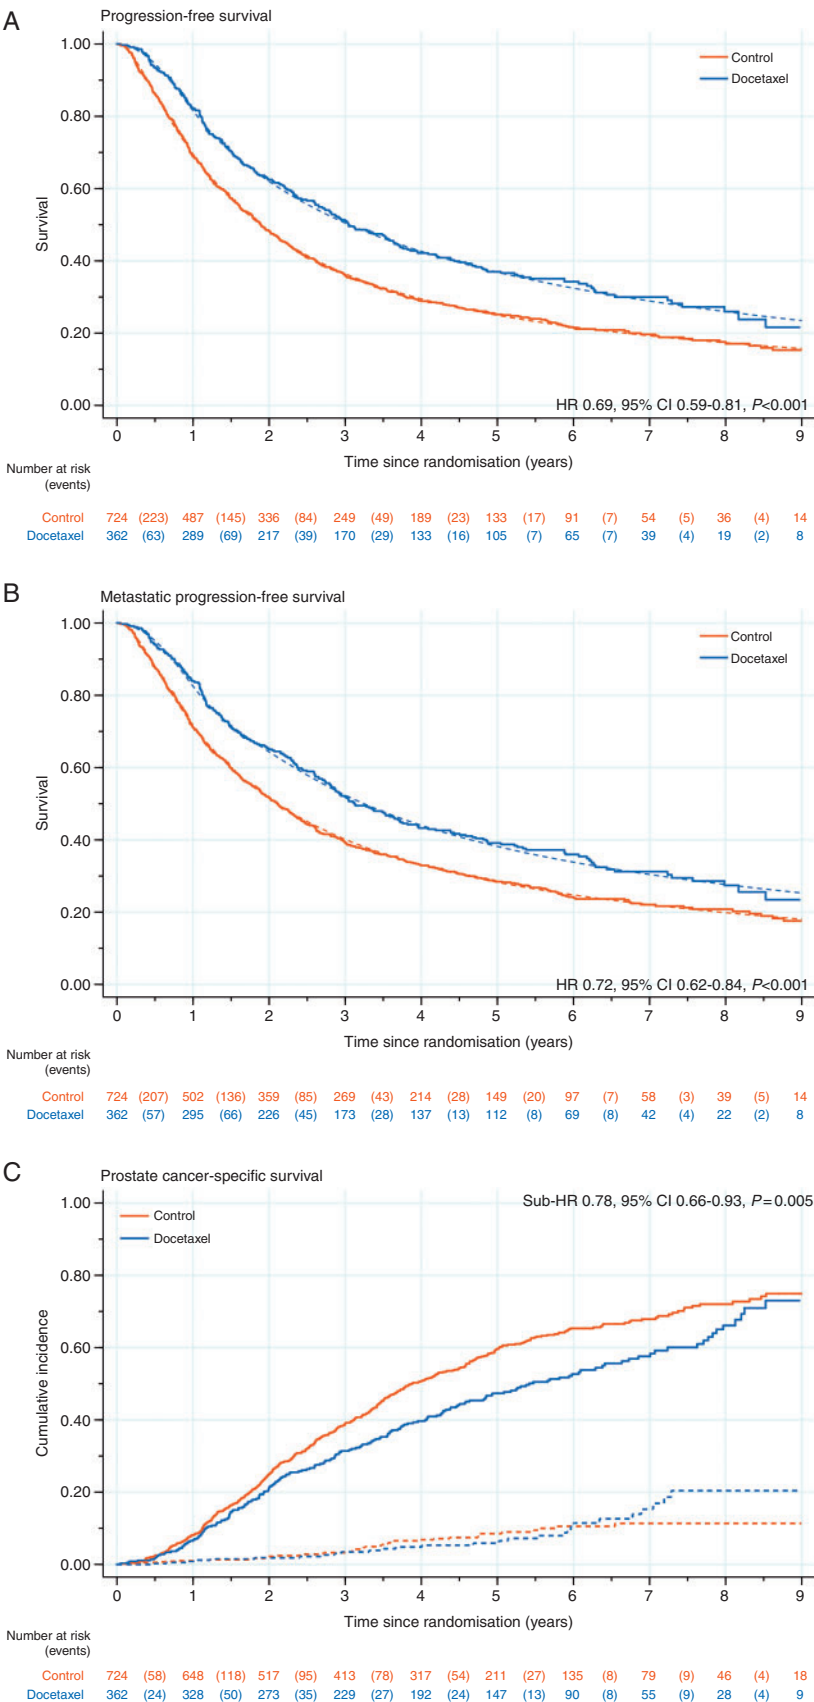 A
Progression-free survival
1.00
0.80
0.60
0.40
0.20
0.00
Survival
Control
Docetaxel
HR 0.69, 95% CI 0.59-0.81, P<0.001
0 1 2 3 4 5 6 7 8 9
Time since randomisation (years)
Number at risk
(events)
Control 724 (223) 487 (145) 336 (84) 249 (49) 189 (23) 133 (17) 91 (7) 54 (5) 36 (4) 14
Docetaxel 362 (63) 289 (69) 217 (39) 170 (29) 133 (16) 105 (7) 65 (7) 39 (4) 19 (2) 8
B
Metastatic progression-free survival
1.00
0.80
0.60
0.40
0.20
0.00
Survival
Control
Docetaxel
HR 0.72, 95% CI 0.62-0.84, P<0.001
0 1 2 3 4 5 6 7 8 9
Time since randomisation (years)
Number at risk
(events)
Control 724 (207) 502 (136) 359 (85) 269 (43) 214 (28) 149 (20) 97 (7) 58 (3) 39 (5) 14
Docetaxel 362 (57) 295 (66) 226 (45) 173 (28) 137 (13) 112 (8) 69 (8) 42 (4) 22 (2) 8
C
Prostate cancer-specific survival
1.00
0.80
0.60
0.40
0.20
0.00
Cumulative incidence
Sub-HR 0.78, 95% CI 0.66-0.93, P=0.005
Control
Docetaxel
0 1 2 3 4 5 6 7 8 9
Time since randomisation (years)
Number at risk
(events)
Control 724 (58) 648 (118) 517 (95) 413 (78) 317 (54) 211 (27) 135 (8) 79 (9) 46 (4) 18
Docetaxel 362 (24) 328 (50) 273 (35) 229 (27) 192 (24) 147 (13) 90 (8) 55 (9) 28 (4) 9